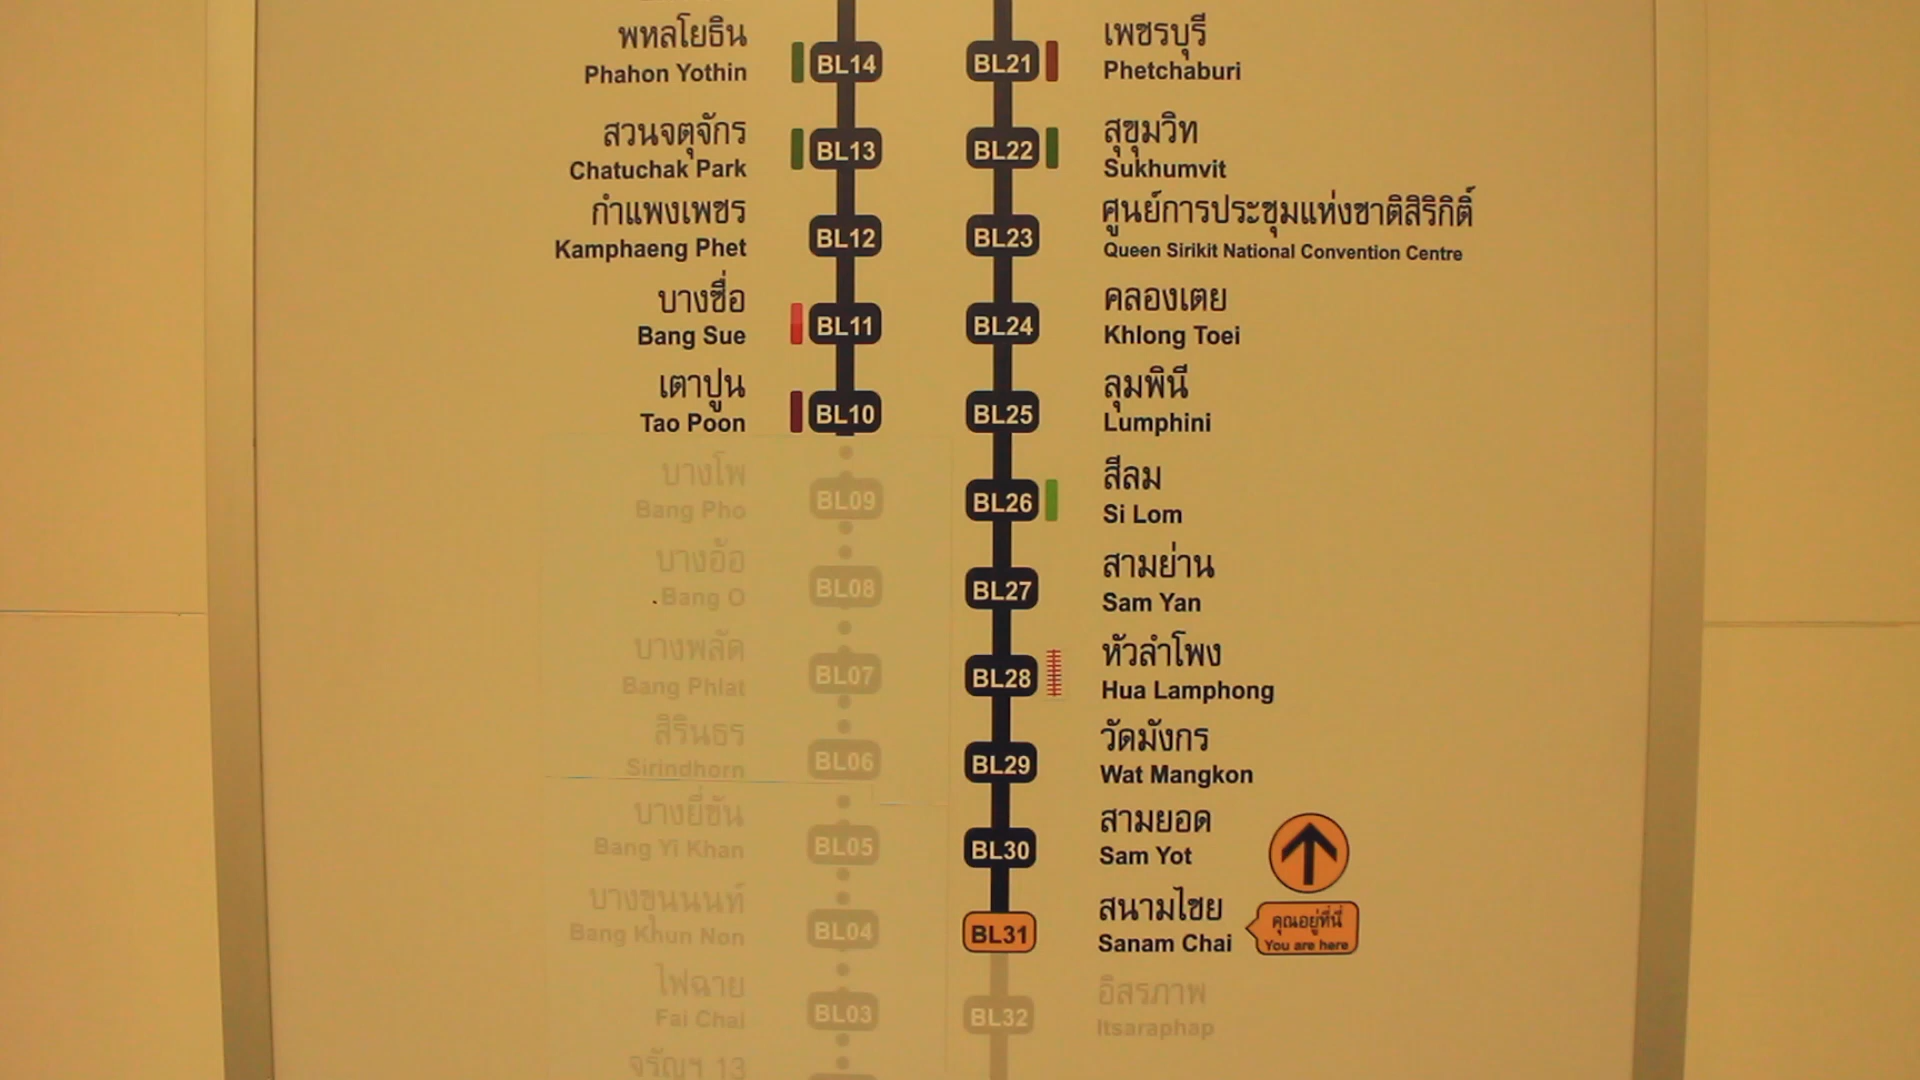 พหลโยธิน
Phahon Yothin
BL14
สวนจตุจักร
Chatuchak Park
BL13
กำแพงเพชร
Kamphaeng Phet
BL12
บางซื่อ
Bang Sue
BL11
เตาปูน
Tao Poon
BL10
บางโพ
Bang Pho
BL09
บางอ้อ
Bang O
BL08
บางพลัด
Bang Phlat
BL07
สิรินธร
Sirindhorn
BL06
บางยี่ขัน
Bang Yi Khan
BL05
บางขุนนนท์
Bang Khun Non
BL04
ไฟฉาย
Fai Chai
BL03
จรัญฯ 13
BL21
เพชรบุรี
Phetchaburi
BL22
สุขุมวิท
Sukhumvit
BL23
ศูนย์การประชุมแห่งชาติสิริกิติ์
Queen Sirikit National Convention Centre
BL24
คลองเตย
Khlong Toei
BL25
ลุมพินี
Lumphini
BL26
สีลม
Si Lom
BL27
สามย่าน
Sam Yan
BL28
หัวลำโพง
Hua Lamphong
BL29
วัดมังกร
Wat Mangkon
BL30
สามยอด
Sam Yot
BL31
สนามไชย
Sanam Chai
คุณอยู่ที่นี่
You are here
BL32
อิสรภาพ
Itsaraphap